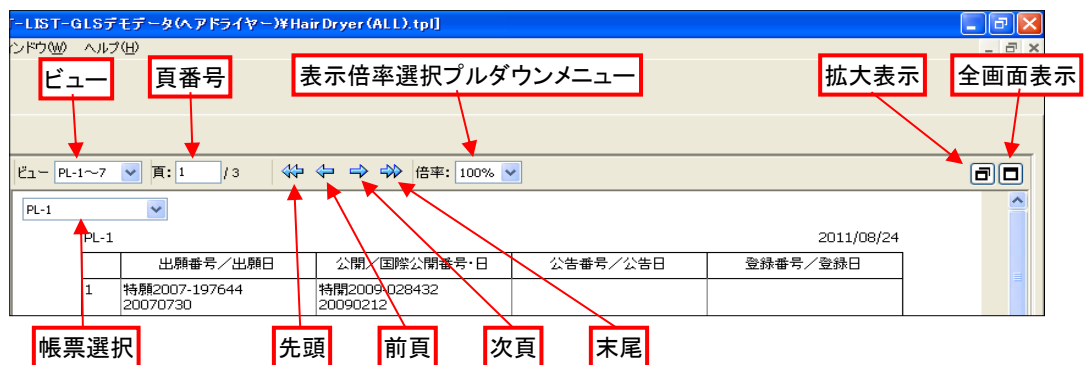 -LIST-GLSデモデータ(ヘアドライヤー)¥HairDryer(ALL).tpl]
ンドウ(W) ヘルプ(H)
ビュー 頁番号 表示倍率選択プルダウンメニュー 拡大表示 全画面表示
ビュー PL-1～7 頁: 1 / 3 倍率: 100%
PL-1
PL-1 2011/08/24
出願番号／出願日 公開／国際公開番号・日 公告番号／公告日 登録番号／登録日
1 特願2007-197644 特開2009-028432
20070730 20090212
帳票選択 先頭 前頁 次頁 末尾